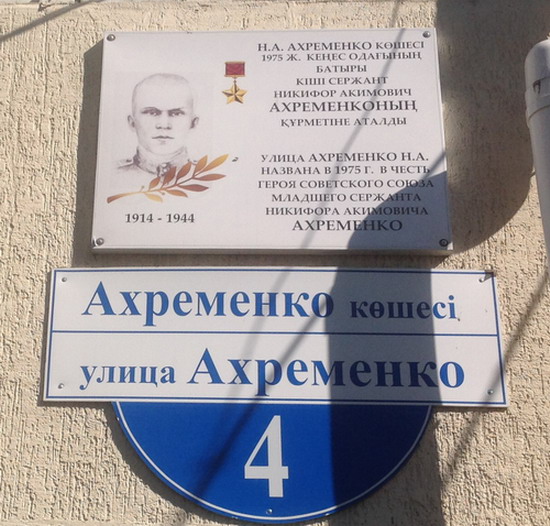 Н.А. АХРЕМЕНКО КӨШЕСІ
1975 Ж. КЕҢЕС ОДАҒЫНЫҢ
БАТЫРЫ
КІШІ СЕРЖАНТ
НИКИФОР АКИМОВИЧ
АХРЕМЕНКОНЫҢ
ҚҰРМЕТІНЕ АТАЛДЫ
УЛИЦА АХРЕМЕНКО Н.А.
НАЗВАНА В 1975 Г. В ЧЕСТЬ
ГЕРОЯ СОВЕТСКОГО СОЮЗА
МЛАДШЕГО СЕРЖАНТА
НИКИФОРА АКИМОВИЧА
АХРЕМЕНКО
1914 - 1944
Ахременко көшесі
улица Ахременко
4